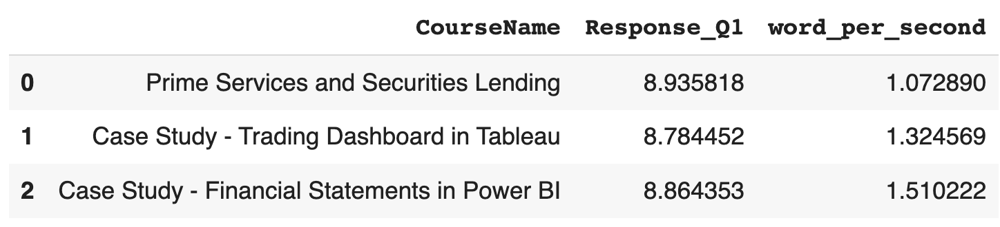 CourseName Response_Q1 word_per_second
0 Prime Services and Securities Lending 8.935818 1.072890
1 Case Study - Trading Dashboard in Tableau 8.784452 1.324569
2 Case Study - Financial Statements in Power BI 8.864353 1.510222